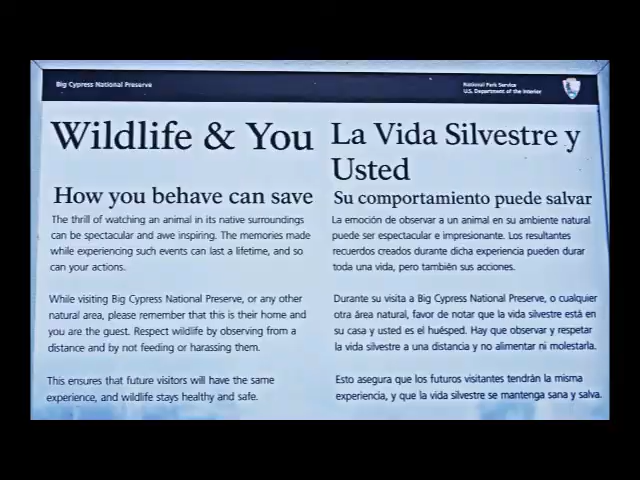 Big Cypress National Preserve
National Park Service
U.S. Department of the Interior
Wildlife & You
How you behave can save
The thrill of watching an animal in its native surroundings
can be spectacular and awe inspiring. The memories made
while experiencing such events can last a lifetime, and so
can your actions.
While visiting Big Cypress National Preserve, or any other
natural area, please remember that this is their home and
you are the guest. Respect wildlife by observing from a
distance and by not feeding or harassing them.
This ensures that future visitors will have the same
experience, and wildlife stays healthy and safe.
La Vida Silvestre y
Usted
Su comportamiento puede salvar
La emoción de observar a un animal en su ambiente natural
puede ser espectacular e impresionante. Los resultantes
recuerdos creados durante dicha experiencia pueden durar
toda una vida, pero también sus acciones.
Durante su visita a Big Cypress National Preserve, o cualquier
otra área natural, favor de notar que la vida silvestre está en
su casa y usted es el huésped. Hay que observar y respetar
la vida silvestre a una distancia y no alimentar ni molestarla.
Esto asegura que los futuros visitantes tendrán la misma
experiencia, y que la vida silvestre se mantenga sana y salva.